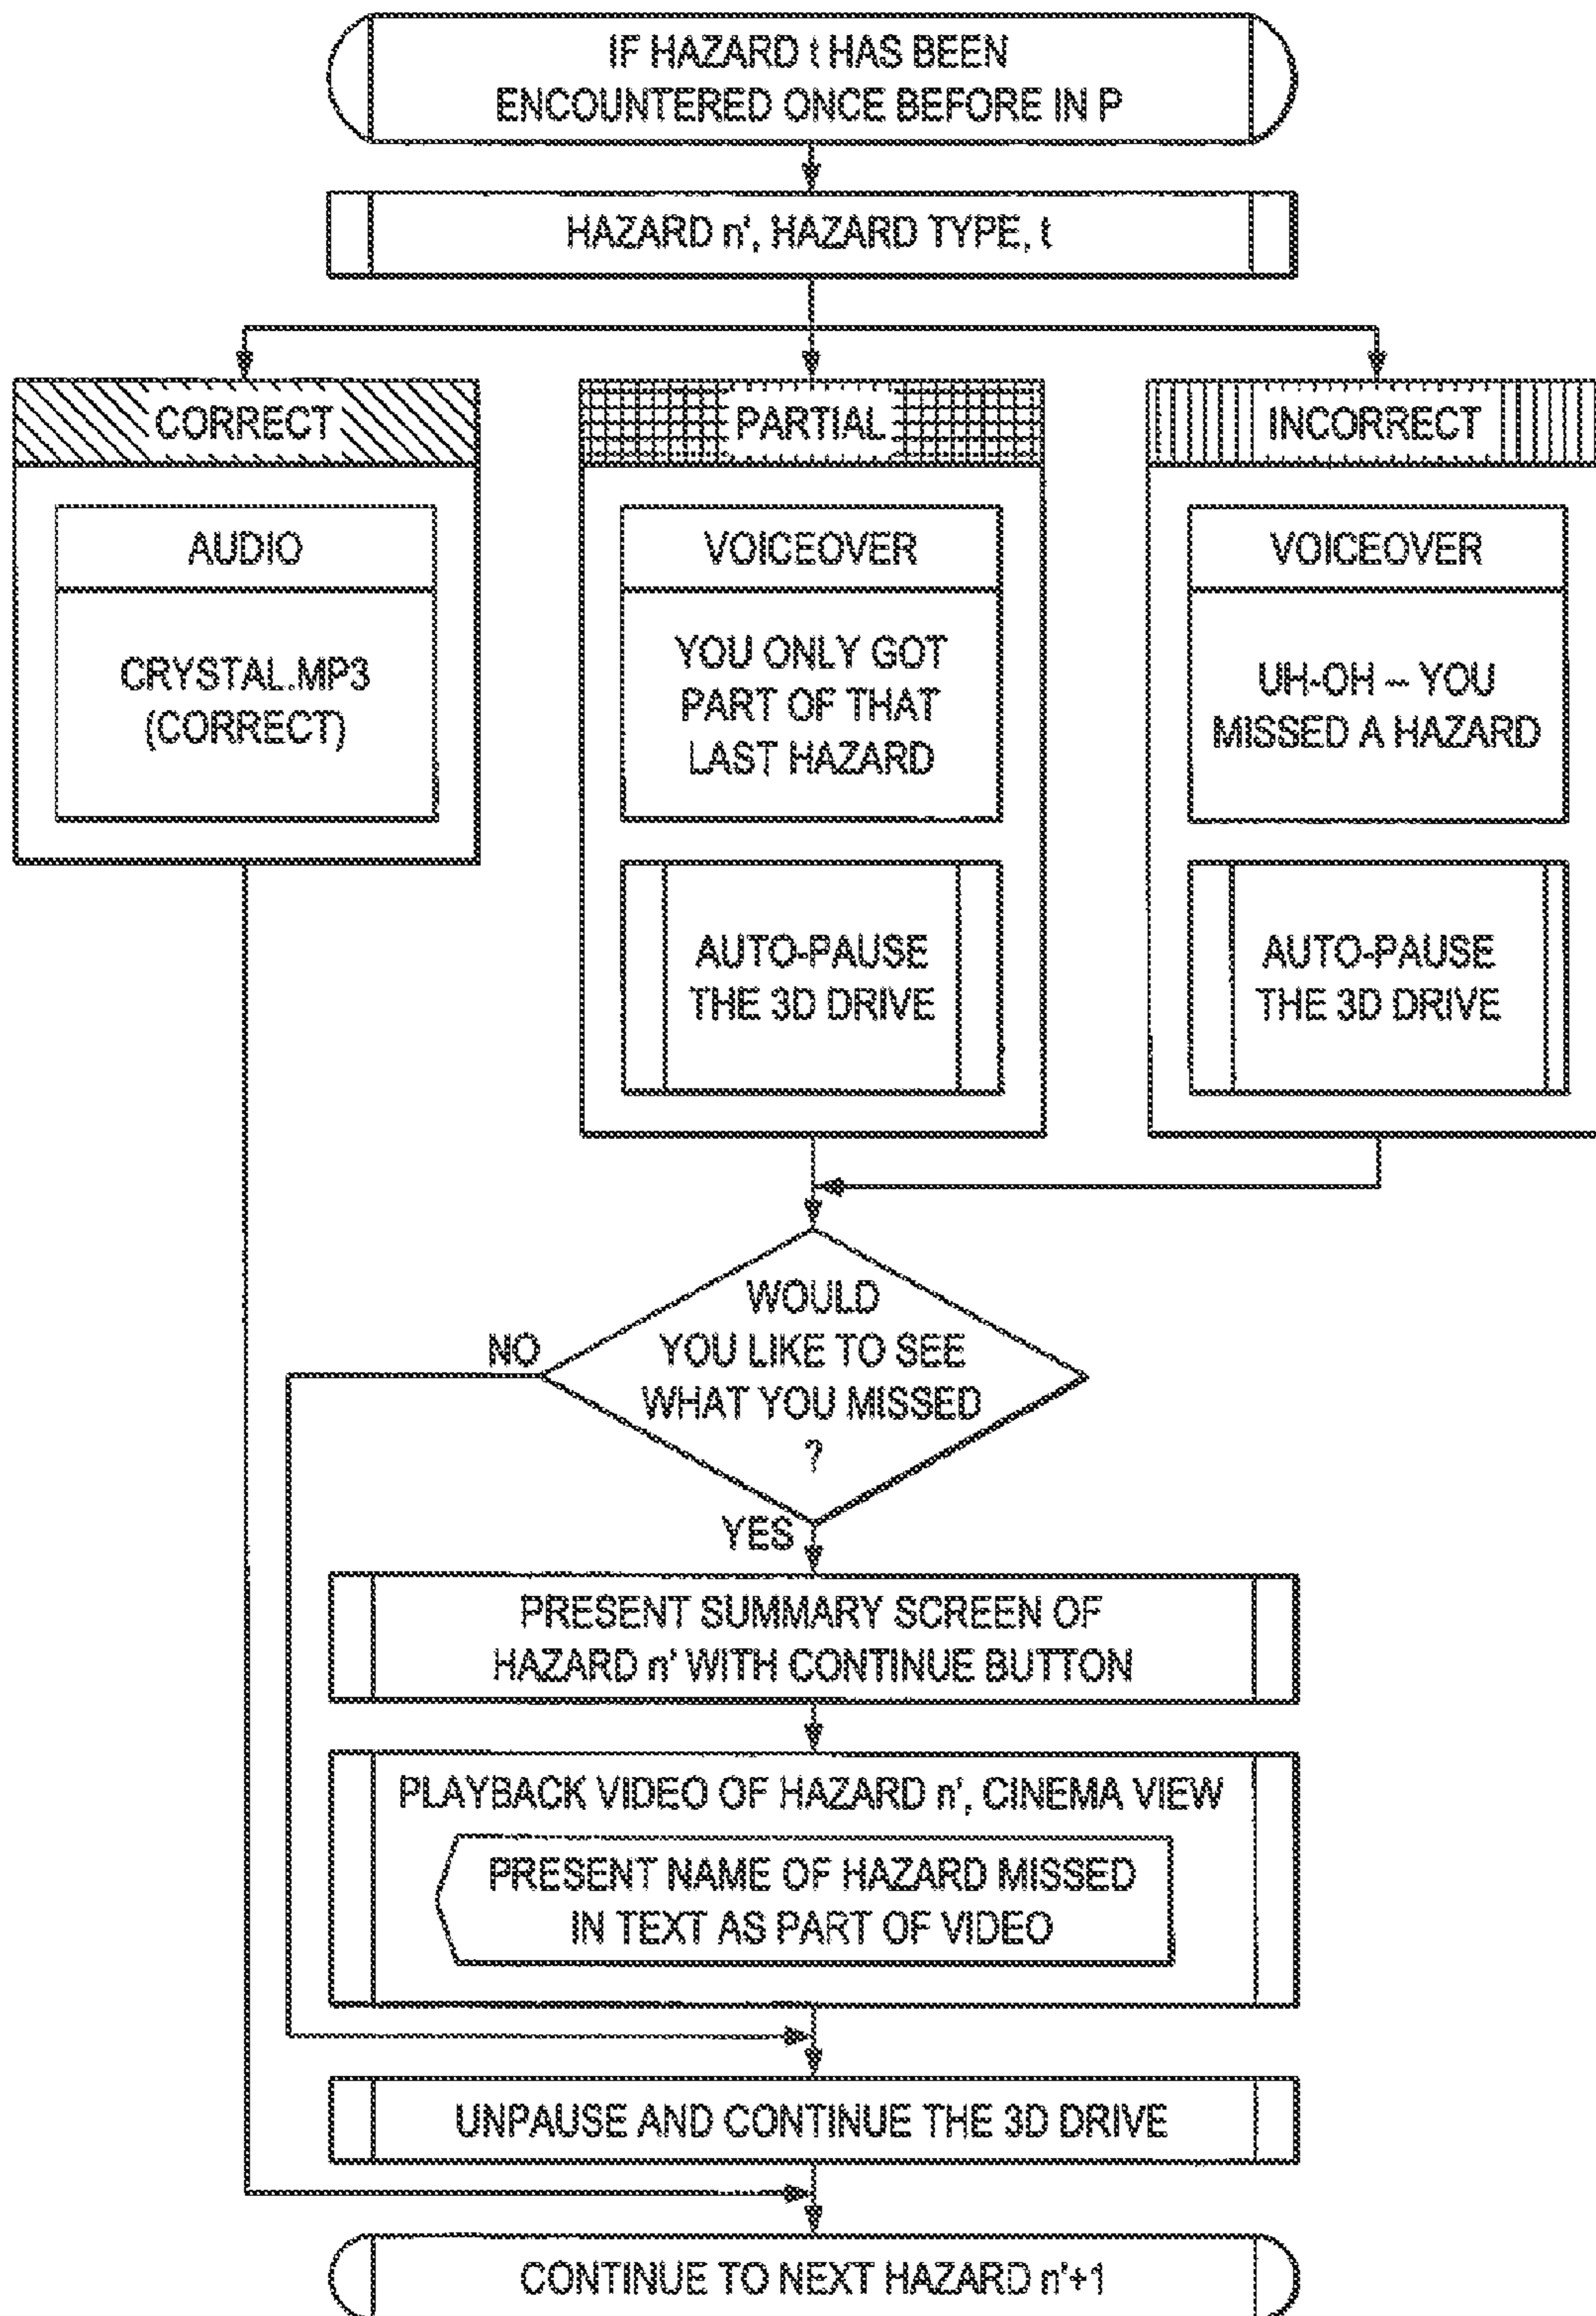 IF HAZARD t HAS BEEN
ENCOUNTERED ONCE BEFORE IN P
HAZARD n', HAZARD TYPE, t
CORRECT
AUDIO
CRYSTAL.MP3
(CORRECT)
PARTIAL
VOICEOVER
YOU ONLY GOT
PART OF THAT
LAST HAZARD
AUTO-PAUSE
THE 3D DRIVE
INCORRECT
VOICEOVER
UH-OH -- YOU
MISSED A HAZARD
AUTO-PAUSE
THE 3D DRIVE
WOULD
YOU LIKE TO SEE
WHAT YOU MISSED
?
NO
YES
PRESENT SUMMARY SCREEN OF
HAZARD n' WITH CONTINUE BUTTON
PLAYBACK VIDEO OF HAZARD n', CINEMA VIEW
PRESENT NAME OF HAZARD MISSED
IN TEXT AS PART OF VIDEO
UNPAUSE AND CONTINUE THE 3D DRIVE
CONTINUE TO NEXT HAZARD n'+1